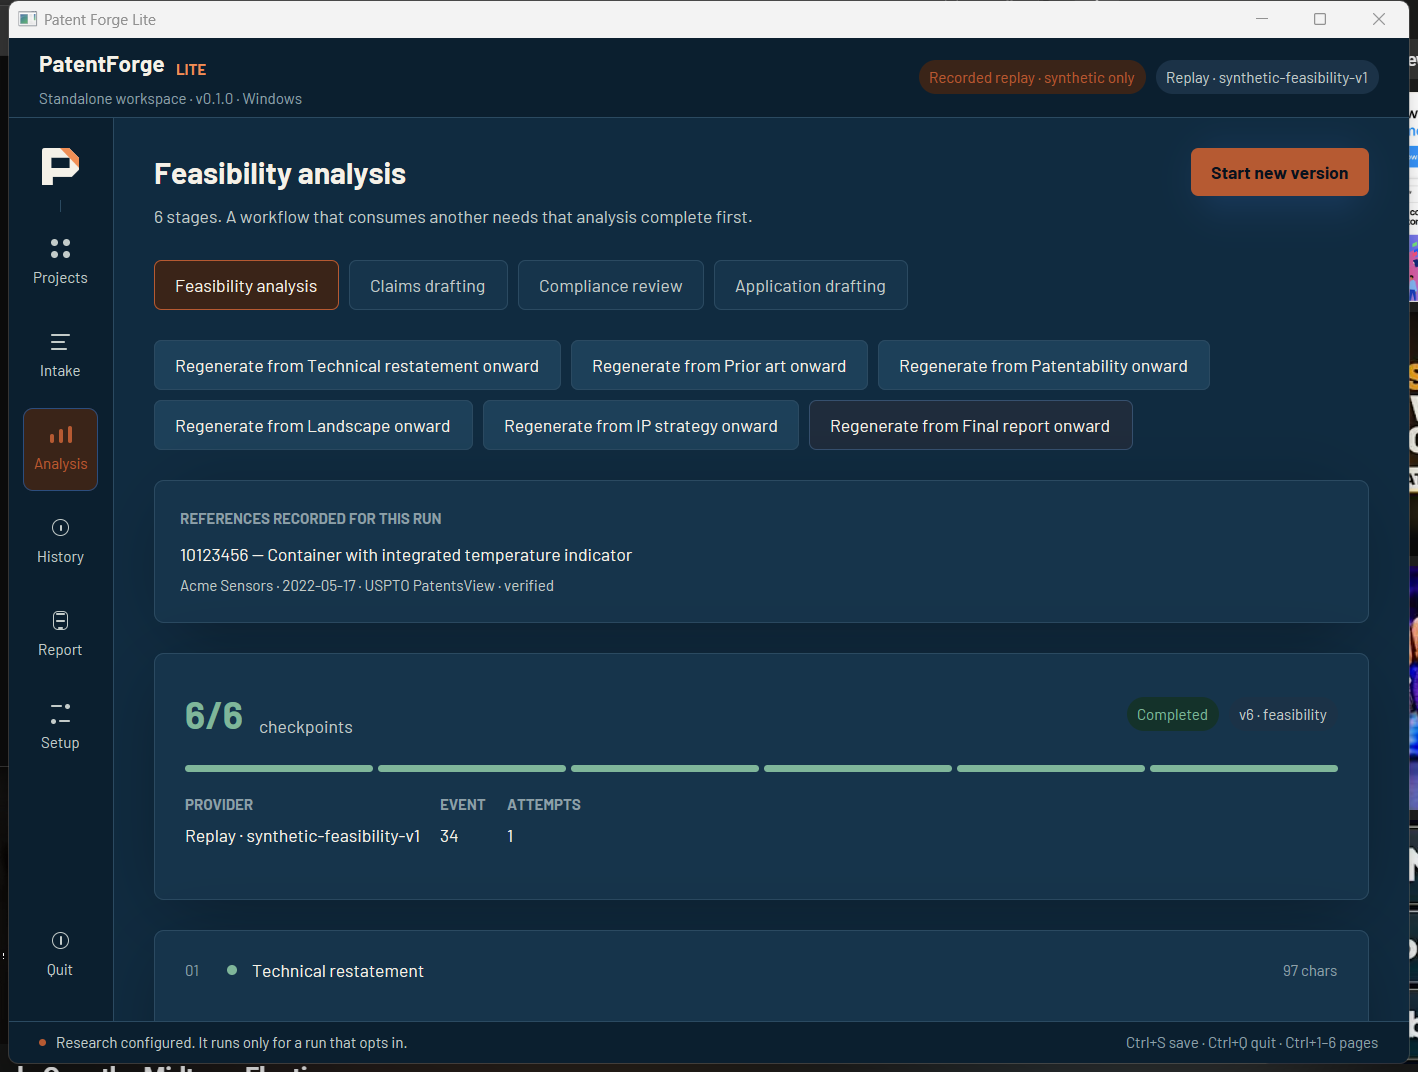 Patent Forge Lite
PatentForge LITE
Standalone workspace · v0.1.0 · Windows
Recorded replay · synthetic only
Replay · synthetic-feasibility-v1
Projects
Intake
Analysis
History
Report
Setup
Quit
Feasibility analysis
Start new version
6 stages. A workflow that consumes another needs that analysis complete first.
Feasibility analysis
Claims drafting
Compliance review
Application drafting
Regenerate from Technical restatement onward
Regenerate from Prior art onward
Regenerate from Patentability onward
Regenerate from Landscape onward
Regenerate from IP strategy onward
Regenerate from Final report onward
REFERENCES RECORDED FOR THIS RUN
10123456 — Container with integrated temperature indicator
Acme Sensors · 2022-05-17 · USPTO PatentsView · verified
6/6 checkpoints
Completed
v6 · feasibility
PROVIDER EVENT ATTEMPTS
Replay · synthetic-feasibility-v1 34 1
01 Technical restatement 97 chars
Research configured. It runs only for a run that opts in.
Ctrl+S save · Ctrl+Q quit · Ctrl+1–6 pages